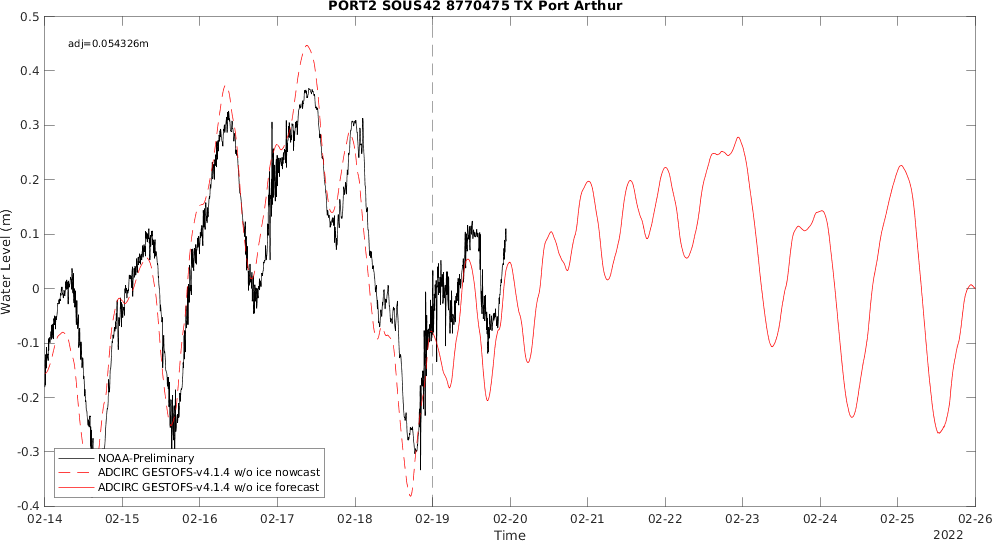 PORT2 SOUS42 8770475 TX Port Arthur
adj=0.054326m
Water Level (m)
0.5
0.4
0.3
0.2
0.1
0
-0.1
-0.2
-0.3
-0.4
NOAA-Preliminary
ADCIRC GESTOFS-v4.1.4 w/o ice nowcast
ADCIRC GESTOFS-v4.1.4 w/o ice forecast
02-14 02-15 02-16 02-17 02-18 02-19 02-20 02-21 02-22 02-23 02-24 02-25 02-26
Time
2022